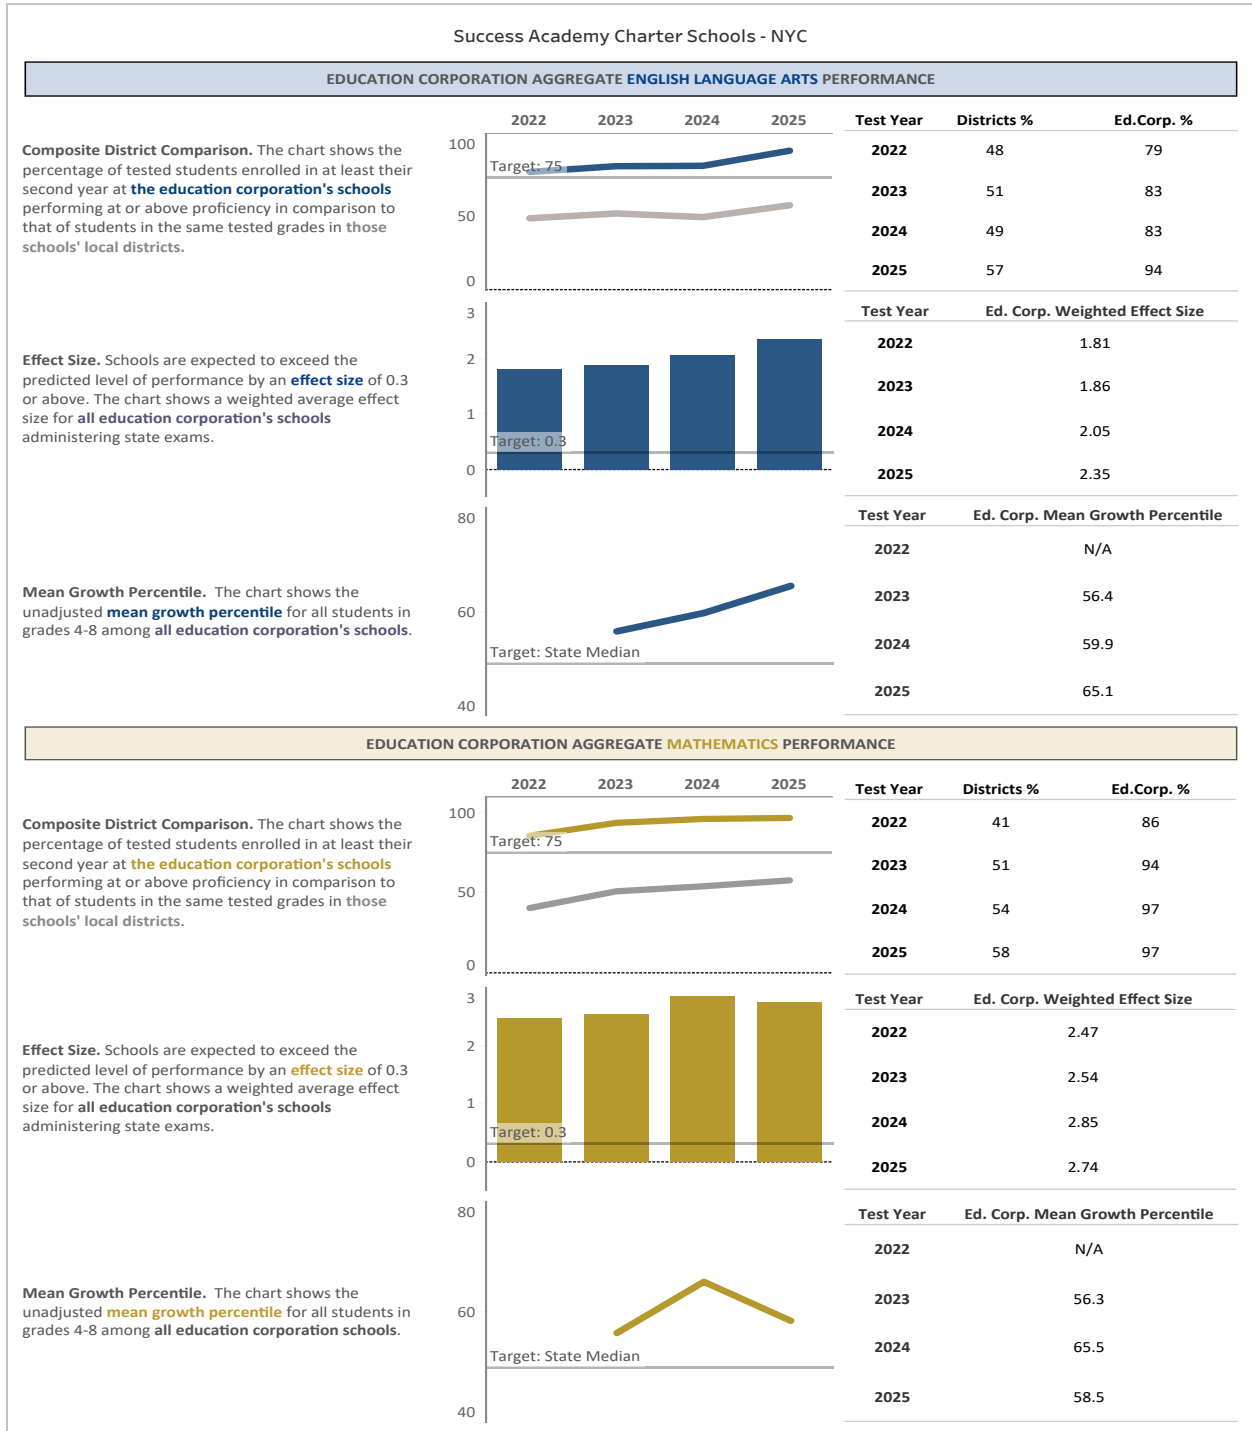 Success Academy Charter Schools - NYC
EDUCATION CORPORATION AGGREGATE ENGLISH LANGUAGE ARTS PERFORMANCE
Composite District Comparison. The chart shows the
percentage of tested students enrolled in at least their
second year at the education corporation's schools
performing at or above proficiency in comparison to
that of students in the same tested grades in those
schools' local districts.
2022 2023 2024 2025
100
Target: 75
50
0
Test Year Districts % Ed.Corp. %
2022 48 79
2023 51 83
2024 49 83
2025 57 94
Effect Size. Schools are expected to exceed the
predicted level of performance by an effect size of 0.3
or above. The chart shows a weighted average effect
size for all education corporation's schools
administering state exams.
3
2
1
Target: 0.3
0
Test Year Ed. Corp. Weighted Effect Size
2022 1.81
2023 1.86
2024 2.05
2025 2.35
Mean Growth Percentile. The chart shows the
unadjusted mean growth percentile for all students in
grades 4-8 among all education corporation's schools.
80
60
Target: State Median
40
Test Year Ed. Corp. Mean Growth Percentile
2022 N/A
2023 56.4
2024 59.9
2025 65.1
EDUCATION CORPORATION AGGREGATE MATHEMATICS PERFORMANCE
Composite District Comparison. The chart shows the
percentage of tested students enrolled in at least their
second year at the education corporation's schools
performing at or above proficiency in comparison to
that of students in the same tested grades in those
schools' local districts.
2022 2023 2024 2025
100
Target: 75
50
0
Test Year Districts % Ed.Corp. %
2022 41 86
2023 51 94
2024 54 97
2025 58 97
Effect Size. Schools are expected to exceed the
predicted level of performance by an effect size of 0.3
or above. The chart shows a weighted average effect
size for all education corporation's schools
administering state exams.
3
2
1
Target: 0.3
0
Test Year Ed. Corp. Weighted Effect Size
2022 2.47
2023 2.54
2024 2.85
2025 2.74
Mean Growth Percentile. The chart shows the
unadjusted mean growth percentile for all students in
grades 4-8 among all education corporation schools.
80
60
Target: State Median
40
Test Year Ed. Corp. Mean Growth Percentile
2022 N/A
2023 56.3
2024 65.5
2025 58.5